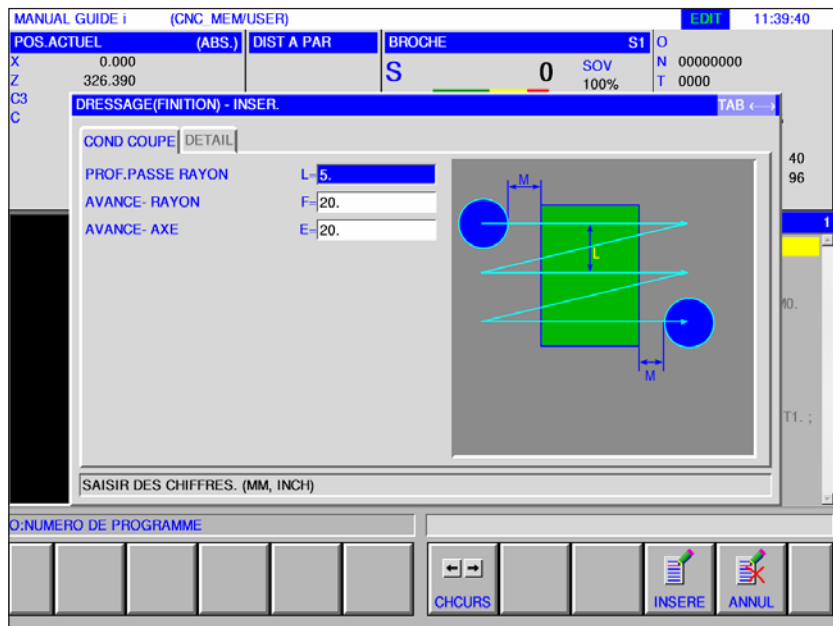 MANUAL GUIDE i (CNC_MEM/USER) EDIT 11:39:40
POS.ACTUEL (ABS.) DIST A PAR BROCHE S1 O
X 0.000
Z 326.390
C3
C
S 0 SOV 100%
N 00000000
T 0000
DRESSAGE(FINITION) - INSER. TAB ←→
COND COUPE DETAIL
PROF.PASSE RAYON L=5.
AVANCE- RAYON F=20.
AVANCE- AXE E=20.
M
L
M
40
96
1
M0.
T1. ;
SAISIR DES CHIFFRES. (MM, INCH)
O:NUMERO DE PROGRAMME
CHCURS INSERE ANNUL